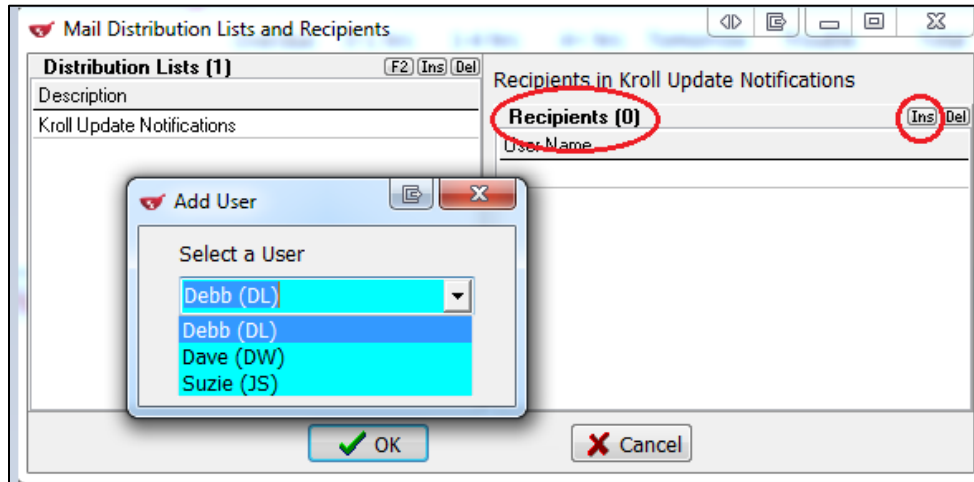 Mail Distribution Lists and Recipients
Distribution Lists (1) F2 Ins Del
Description
Kroll Update Notifications
Recipients in Kroll Update Notifications
Recipients (0) Ins Del
User Name
Add User
Select a User
Debb (DL)
Debb (DL)
Dave (DW)
Suzie (JS)
OK Cancel